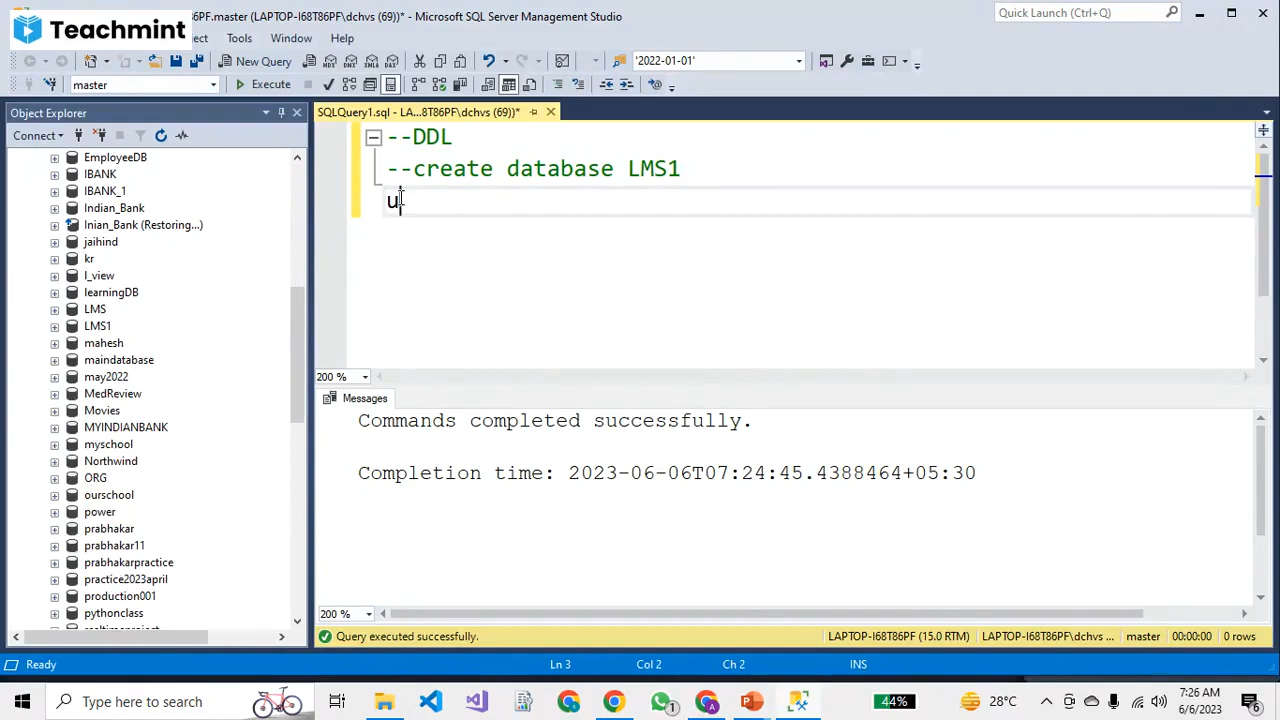 Teachmint
6PF.master (LAPTOP-I68T86PF\dchvs (69))* - Microsoft SQL Server Management Studio
Quick Launch (Ctrl+Q)
Tools Window Help
New Query '2022-01-01'
master Execute
Object Explorer
Connect
EmployeeDB
IBANK
IBANK_1
Indian_Bank
Inian_Bank (Restoring...)
jaihind
kr
l_view
learningDB
LMS
LMS1
mahesh
maindatabase
may2022
MedReview
Movies
MYINDIANBANK
myschool
Northwind
ORG
ourschool
power
prabhakar
prabhakar11
prabhakarpractice
practice2023april
production001
pythonclass
SQLQuery1.sql - LA...8T86PF\dchvs (69))*
--DDL
--create database LMS1
u
200 %
Messages
Commands completed successfully.
Completion time: 2023-06-06T07:24:45.4388464+05:30
200 %
Query executed successfully. LAPTOP-I68T86PF (15.0 RTM) LAPTOP-I68T86PF\dchvs ... master 00:00:00 0 rows
Ready Ln 3 Col 2 Ch 2 INS
Type here to search
44%
28°C
7:26 AM
6/6/2023
6